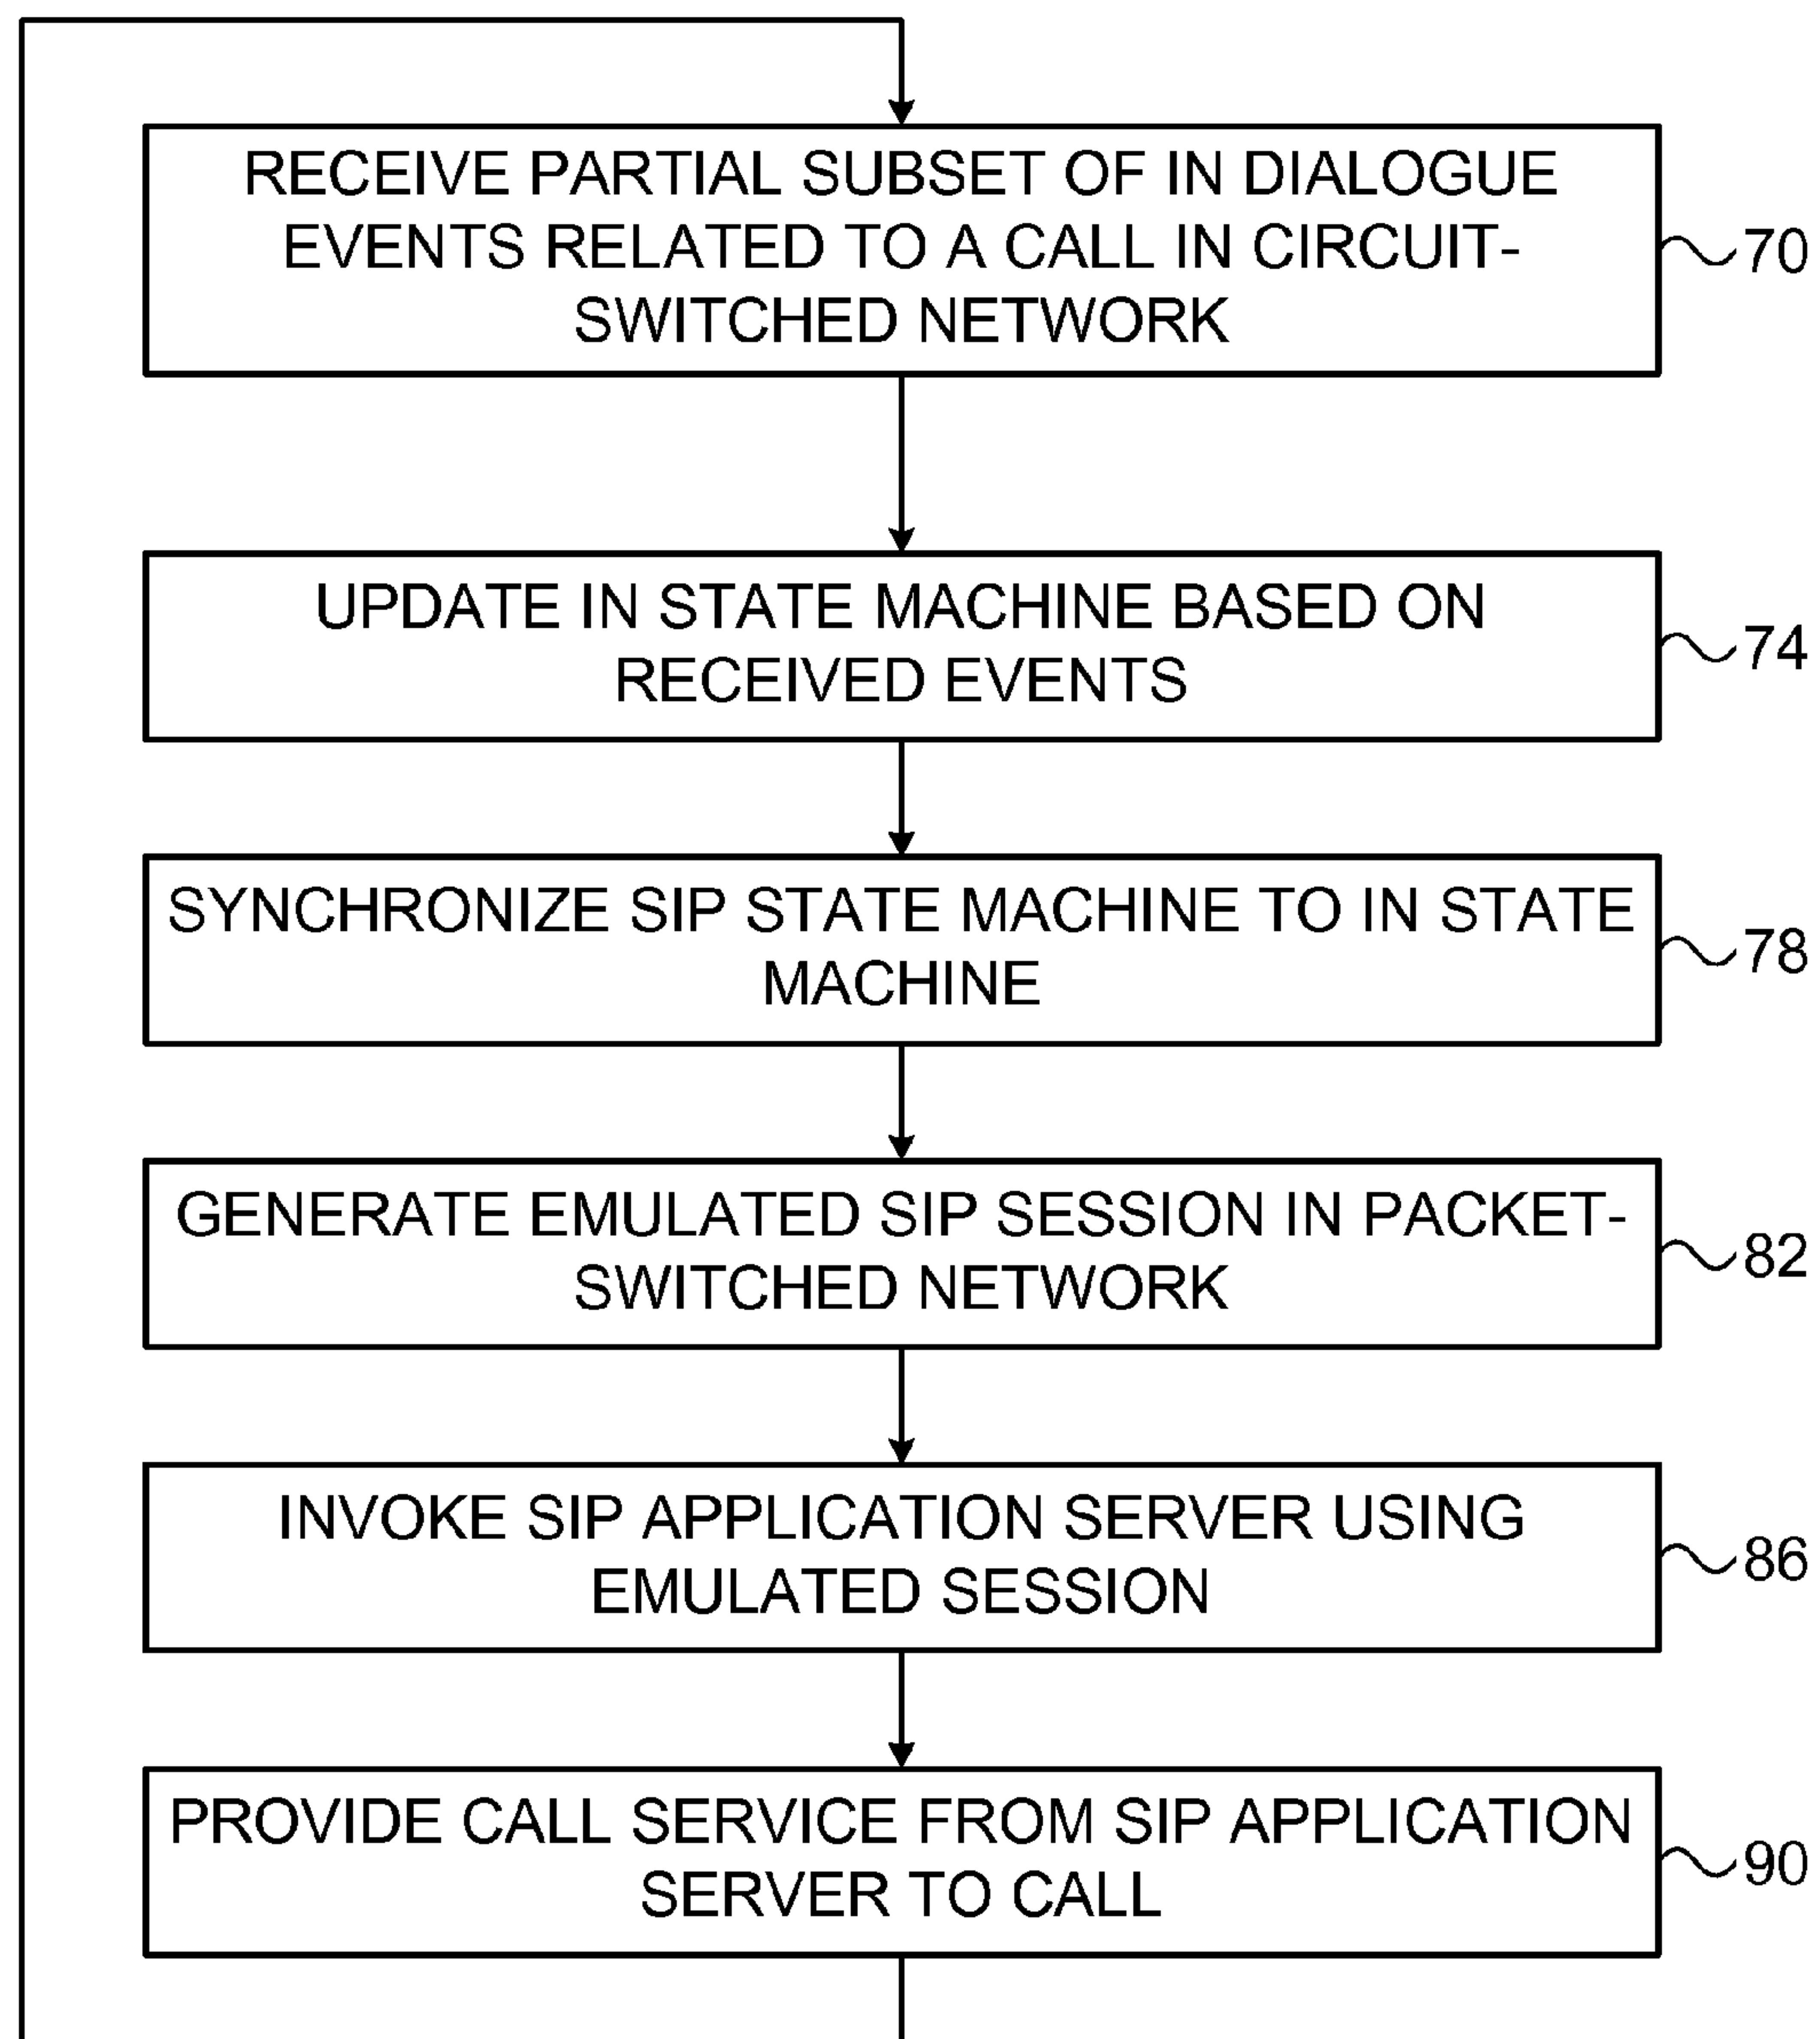 RECEIVE PARTIAL SUBSET OF IN DIALOGUE
EVENTS RELATED TO A CALL IN CIRCUIT-
SWITCHED NETWORK
70
UPDATE IN STATE MACHINE BASED ON
RECEIVED EVENTS
74
SYNCHRONIZE SIP STATE MACHINE TO IN STATE
MACHINE
78
GENERATE EMULATED SIP SESSION IN PACKET-
SWITCHED NETWORK
82
INVOKE SIP APPLICATION SERVER USING
EMULATED SESSION
86
PROVIDE CALL SERVICE FROM SIP APPLICATION
SERVER TO CALL
90